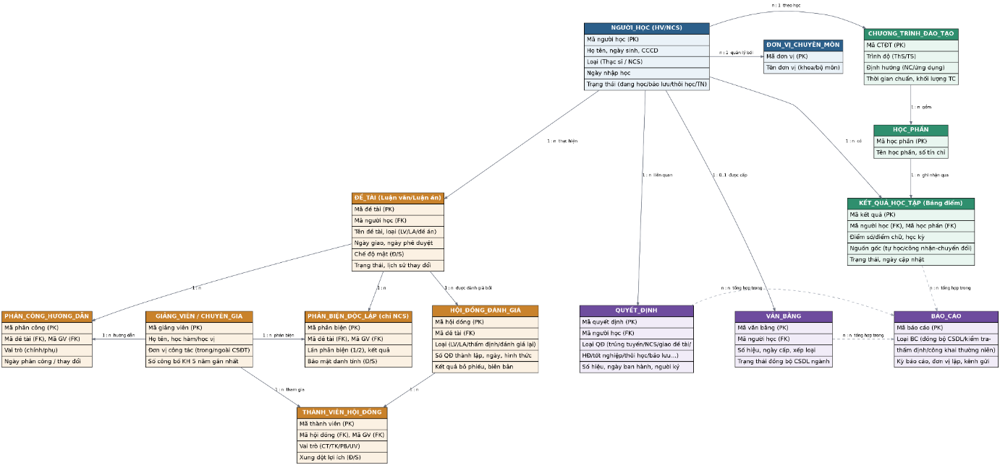 n : 1 theo học
NGƯỜI_HỌC (HV/NCS)
Mã người học (PK)
Họ tên, ngày sinh, CCCD
Loại (Thạc sĩ / NCS)
Ngày nhập học
Trạng thái (đang học/bảo lưu/thôi học/TN)
n : 1 quản lý bởi
ĐƠN_VỊ_CHUYÊN_MÔN
Mã đơn vị (PK)
Tên đơn vị (khoa/bộ môn)
CHƯƠNG_TRÌNH_ĐÀO_TẠO
Mã CTĐT (PK)
Trình độ (ThS/TS)
Định hướng (NC/ứng dụng)
Thời gian chuẩn, khối lượng TC
1 : n gồm
HỌC_PHẦN
Mã học phần (PK)
Tên học phần, số tín chỉ
1 : n thực hiện
1 : n liên quan
1 : 0..1 được cấp
1 : n có
1 : n ghi nhận qua
ĐỀ_TÀI (Luận văn/Luận án)
Mã đề tài (PK)
Mã người học (FK)
Tên đề tài, loại (LV/LA/đề án)
Ngày giao, ngày phê duyệt
Chế độ mật (Đ/S)
Trạng thái, lịch sử thay đổi
KẾT_QUẢ_HỌC_TẬP (Bảng điểm)
Mã kết quả (PK)
Mã người học (FK), Mã học phần (FK)
Điểm số/điểm chữ, học kỳ
Nguồn gốc (tự học/công nhận-chuyển đổi)
Trạng thái, ngày cập nhật
1 : n
1 : n
1 : n được đánh giá bởi
n : n tổng hợp trong
n : n tổng hợp trong
PHÂN_CÔNG_HƯỚNG_DẪN
Mã phân công (PK)
Mã đề tài (FK), Mã GV (FK)
Vai trò (chính/phụ)
Ngày phân công / thay đổi
1 : n hướng dẫn
GIẢNG_VIÊN / CHUYÊN_GIA
Mã giảng viên (PK)
Họ tên, học hàm/học vị
Đơn vị công tác (trong/ngoài CSĐT)
Số công bố KH 5 năm gần nhất
1 : n phản biện
PHẢN_BIỆN_ĐỘC_LẬP (chỉ NCS)
Mã phản biện (PK)
Mã đề tài (FK), Mã GV (FK)
Lần phản biện (1/2), kết quả
Bảo mật danh tính (Đ/S)
HỘI_ĐỒNG_ĐÁNH_GIÁ
Mã hội đồng (PK)
Mã đề tài (FK)
Loại (LV/LA/thẩm định/đánh giá lại)
Số QĐ thành lập, ngày, hình thức
Kết quả bỏ phiếu, biên bản
QUYẾT_ĐỊNH
Mã quyết định (PK)
Mã người học (FK)
Loại QĐ (trúng tuyển/NCS/giao đề tài/
HĐ/tốt nghiệp/thôi học/bảo lưu...)
Số hiệu, ngày ban hành, người ký
VĂN_BẰNG
Mã văn bằng (PK)
Mã người học (FK)
Số hiệu, ngày cấp, xếp loại
Trạng thái đồng bộ CSDL ngành
n : n tổng hợp trong
BÁO_CÁO
Mã báo cáo (PK)
Loại BC (đồng bộ CSDL/kiểm tra-
thẩm định/công khai thường niên)
Kỳ báo cáo, đơn vị lập, kênh gửi
1 : n tham gia
1 : n
THÀNH_VIÊN_HỘI_ĐỒNG
Mã thành viên (PK)
Mã hội đồng (FK), Mã GV (FK)
Vai trò (CT/TK/PB/UV)
Xung đột lợi ích (Đ/S)